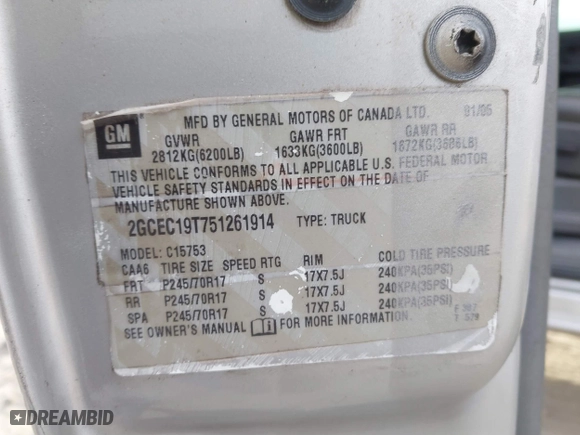 GM
MFD BY GENERAL MOTORS OF CANADA LTD. 01/05
GVWR GAWR FRT GAWR RR
2812KG(6200LB) 1633KG(3600LB) 1672KG(3686LB)
THIS VEHICLE CONFORMS TO ALL APPLICABLE U.S. FEDERAL MOTOR
VEHICLE SAFETY STANDARDS IN EFFECT ON THE DATE OF
MANUFACTURE SHOWN ABOVE.
2GCEC19T751261914 TYPE: TRUCK
MODEL: C15753
CAA6 TIRE SIZE SPEED RTG RIM COLD TIRE PRESSURE
FRT P245/70R17 S 17X7.5J 240KPA(35PSI)
RR P245/70R17 S 17X7.5J 240KPA(35PSI)
SPA P245/70R17 S 17X7.5J 240KPA(35PSI)
SEE OWNER'S MANUAL FOR MORE INFORMATION.
DREAMBID